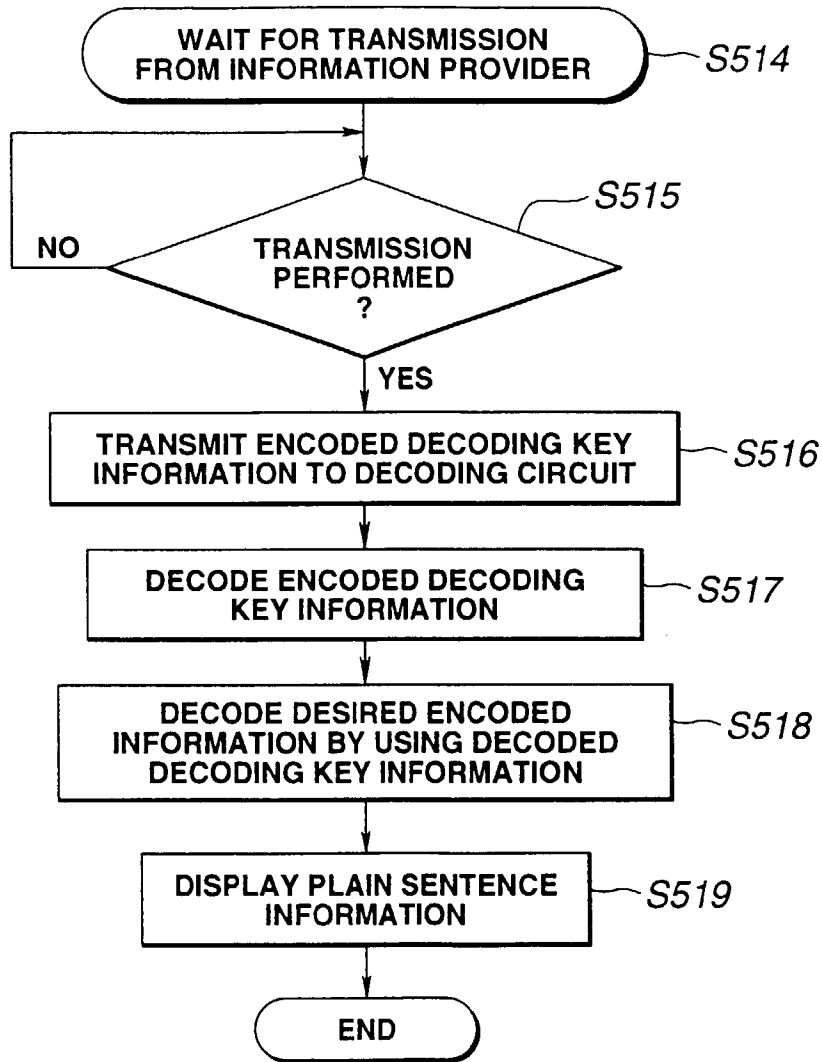 WAIT FOR TRANSMISSION
FROM INFORMATION PROVIDER
S514
S515
NO
TRANSMISSION
PERFORMED
?
YES
TRANSMIT ENCODED DECODING KEY
INFORMATION TO DECODING CIRCUIT
S516
DECODE ENCODED DECODING
KEY INFORMATION
S517
DECODE DESIRED ENCODED
INFORMATION BY USING DECODED
DECODING KEY INFORMATION
S518
DISPLAY PLAIN SENTENCE
INFORMATION
S519
END